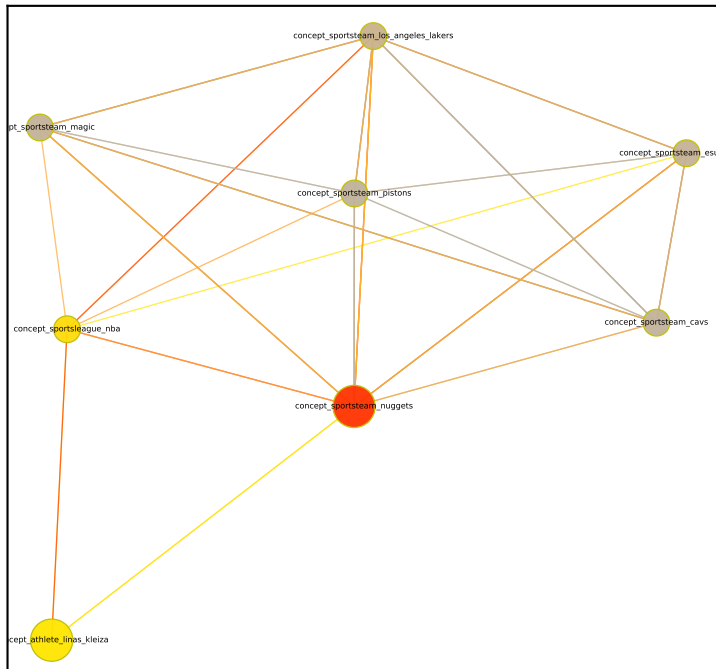 concept_sportsteam_los_angeles_lakers
pt_sportsteam_magic
concept_sportsteam_esu
concept_sportsteam_pistons
concept_sportsteam_cavs
concept_sportsleague_nba
concept_sportsteam_nuggets
cept_athlete_linas_kleiza